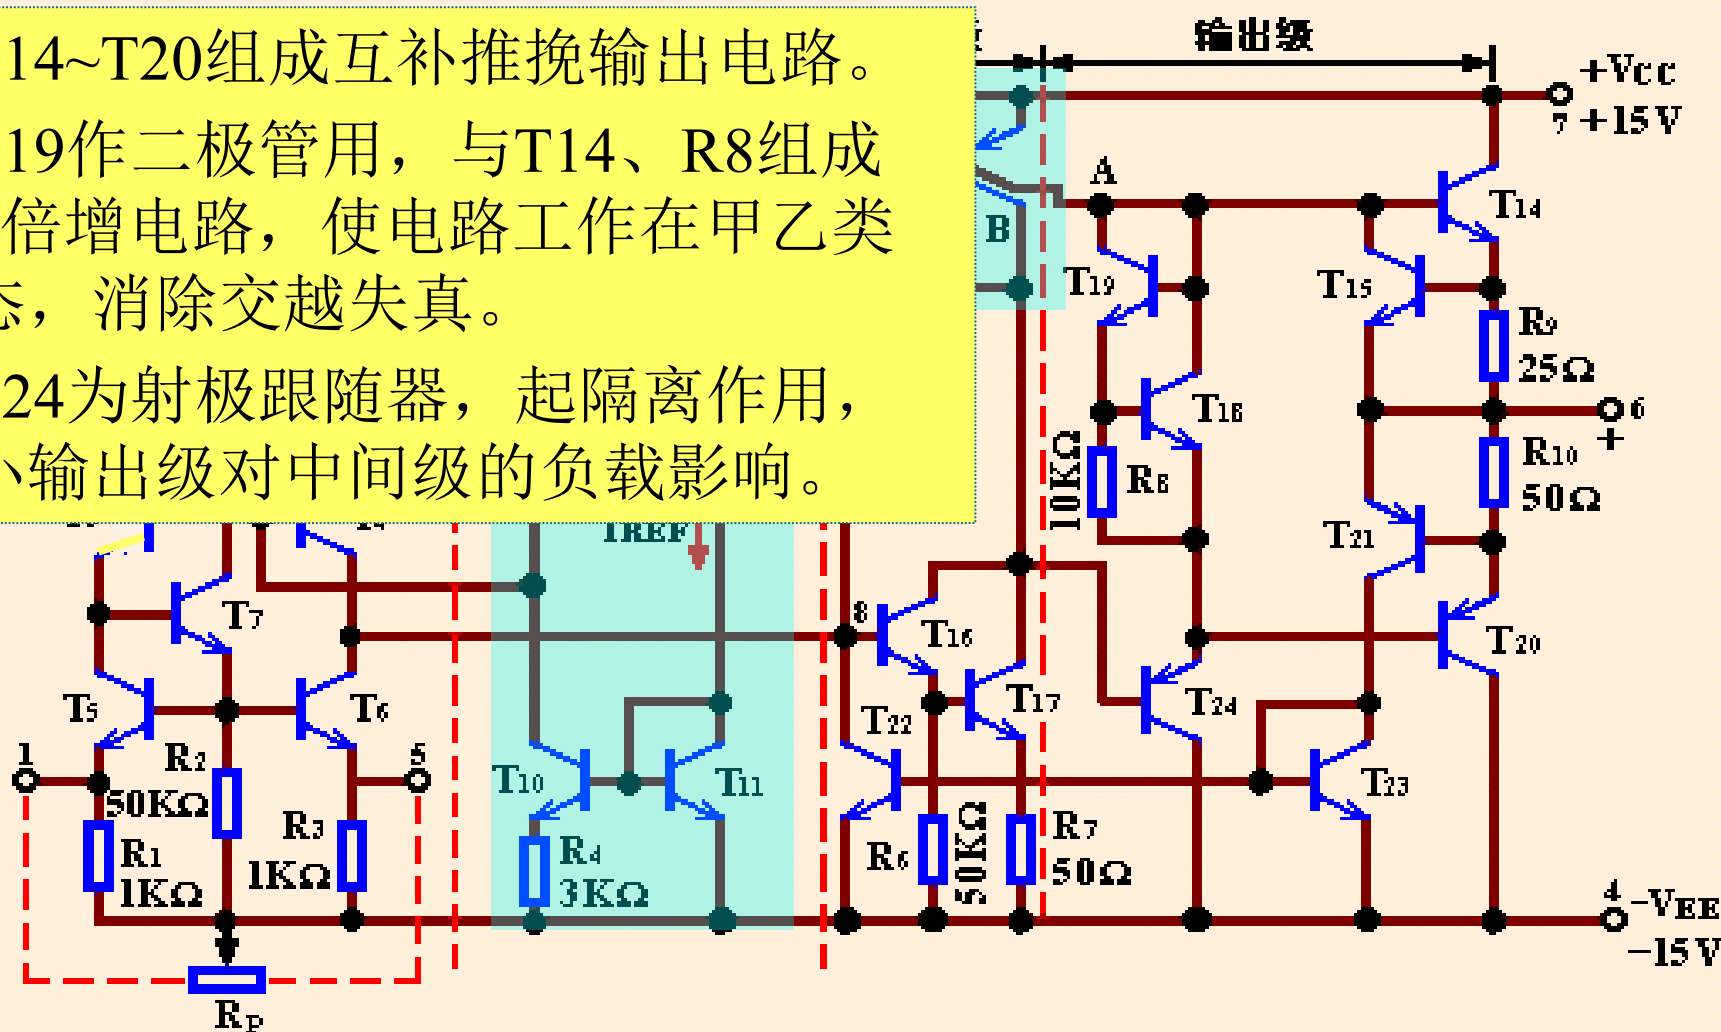 14~T20组成互补推挽输出电路。
19作二极管用，与T14、R8组成
倍增电路，使电路工作在甲乙类
态，消除交越失真。
24为射极跟随器，起隔离作用，
小输出级对中间级的负载影响。
输出级
+VCC
7 +15V
A
B
T14
T19
T15
R9
25Ω
T18
6
+
10KΩ
R8
R10
50Ω
T21
IREF
T7
8
T16
T20
T5
T6
T22
T17
T24
1
R2
5
50KΩ
T10
T11
T23
R1
1KΩ
R3
1KΩ
R4
3KΩ
R6
50KΩ
R7
50Ω
4
-VEE
-15V
RP